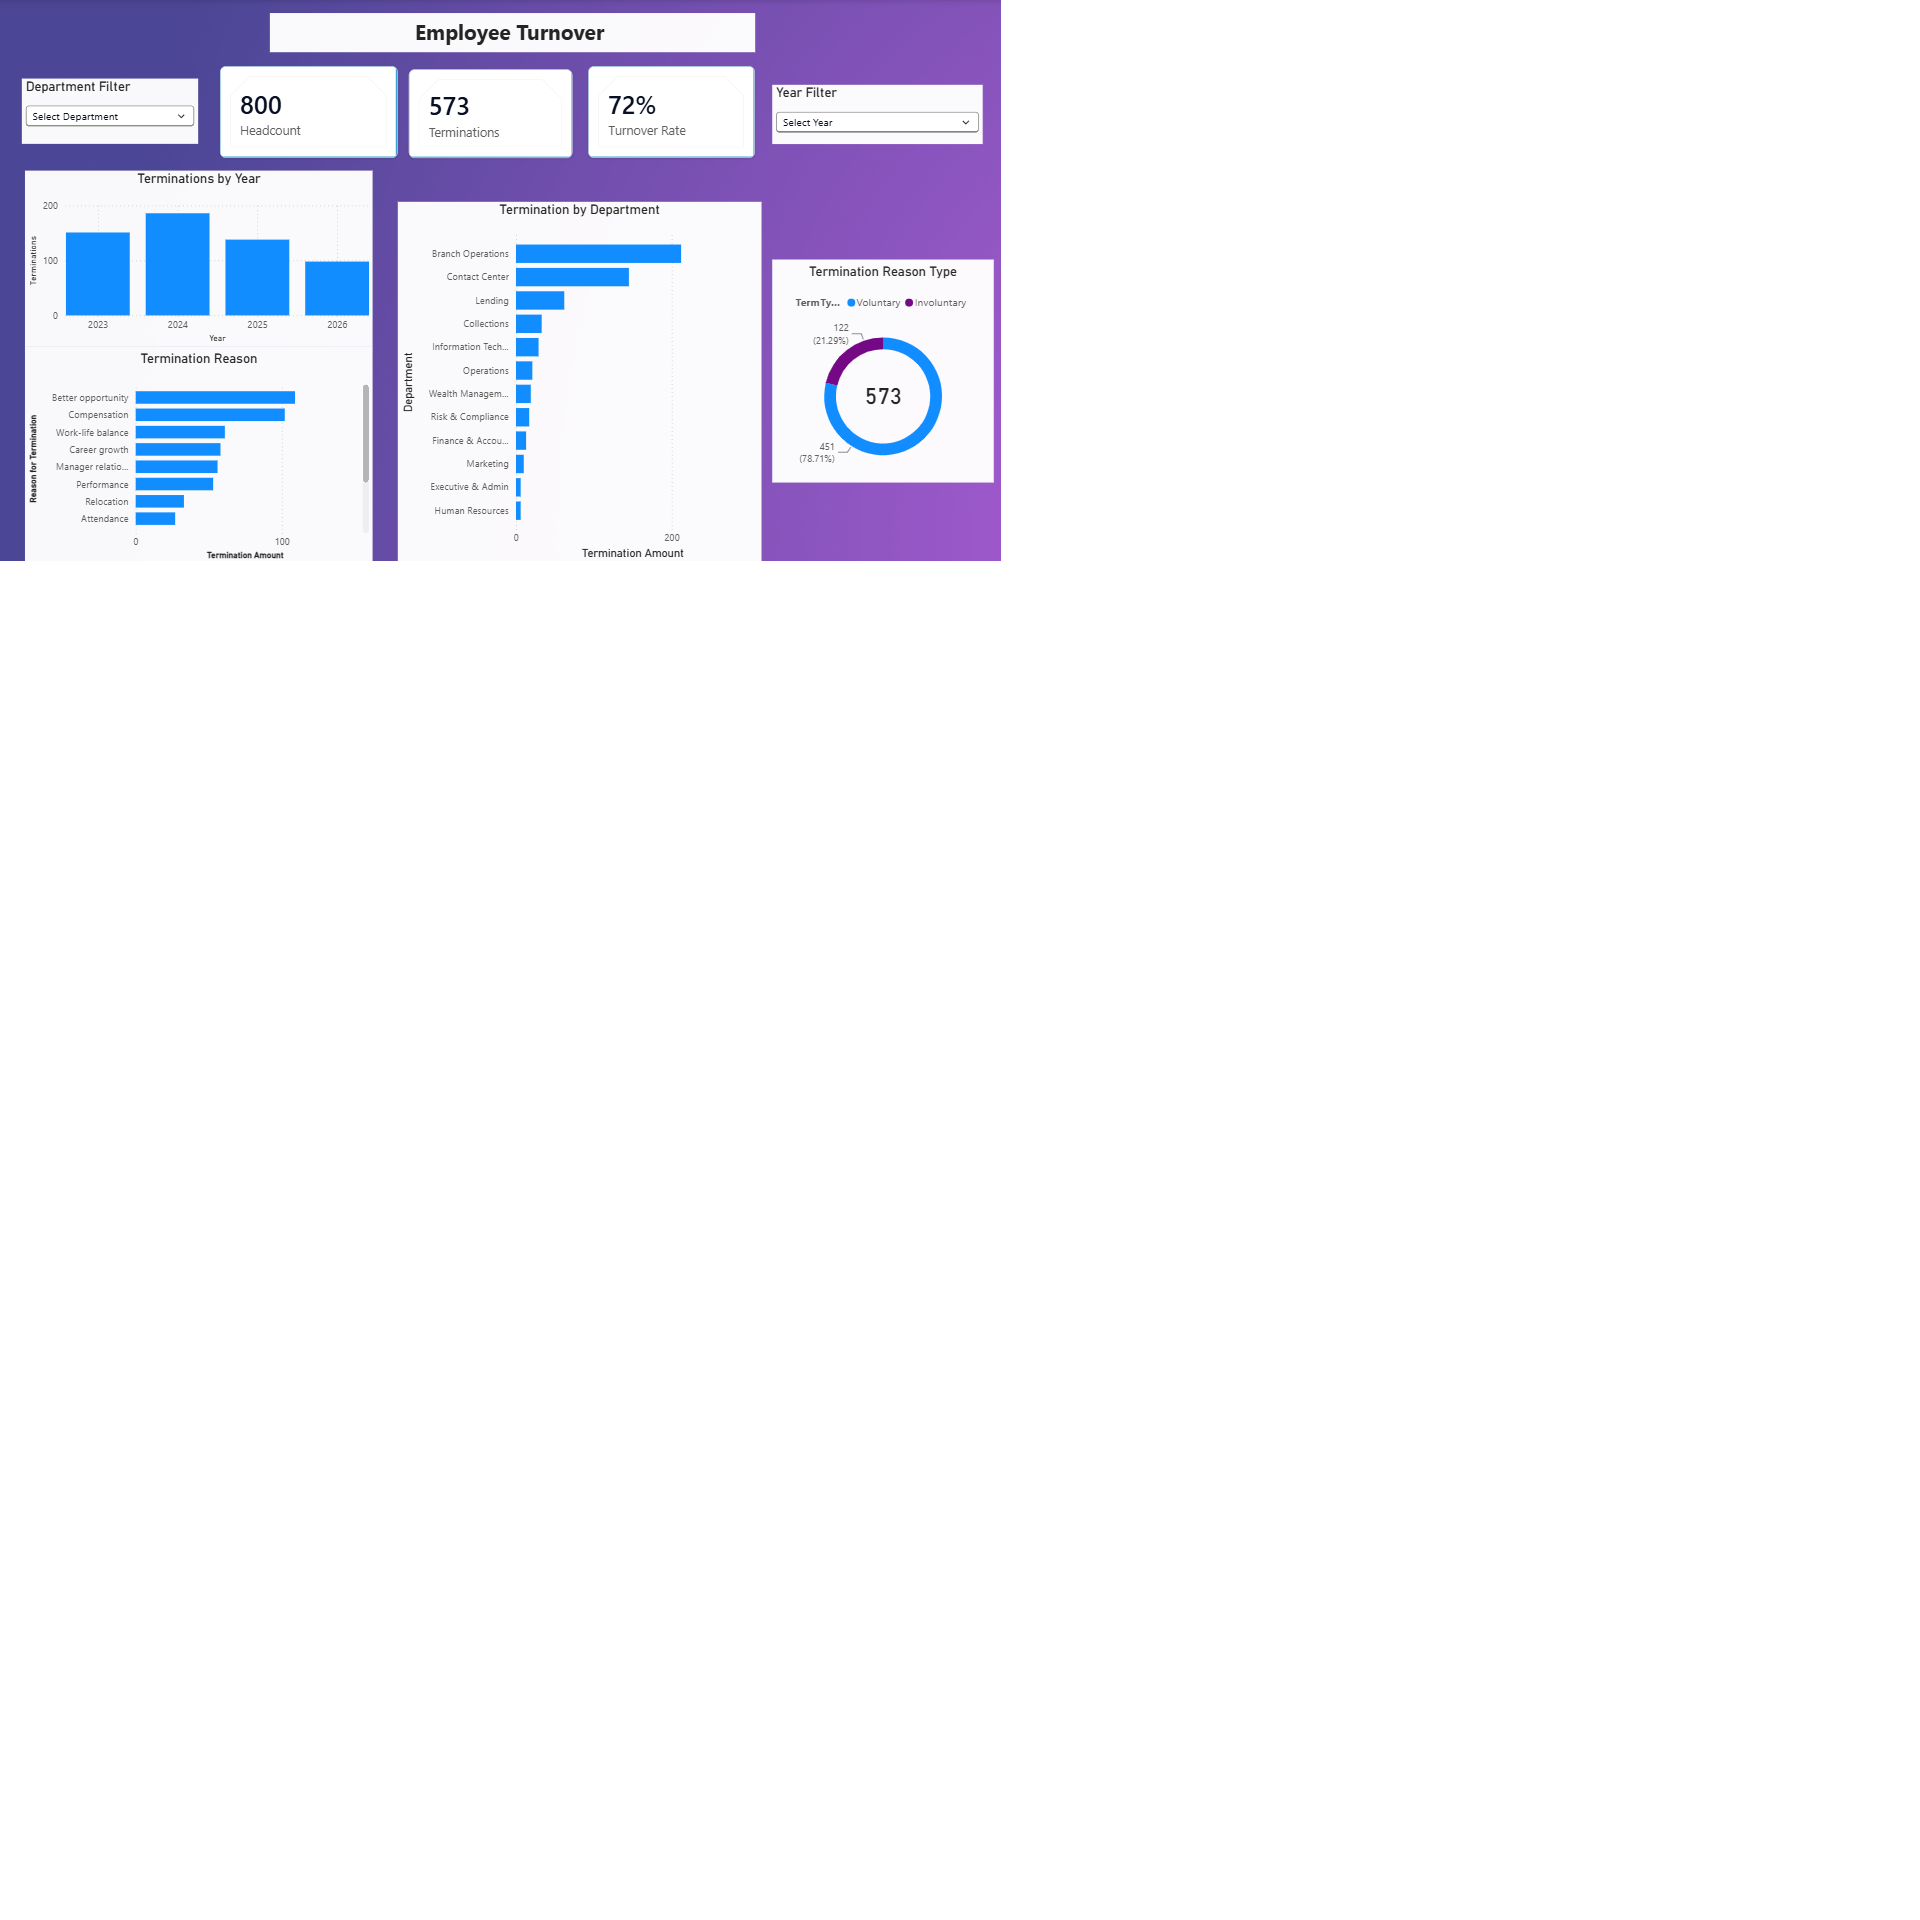 Employee Turnover
Department Filter
Select Department
800
Headcount
573
Terminations
72%
Turnover Rate
Year Filter
Select Year
Terminations by Year
Terminations
200
100
0
2023 2024 2025 2026
Year
Termination Reason
Reason for Termination
Better opportunity
Compensation
Work-life balance
Career growth
Manager relatio...
Performance
Relocation
Attendance
0 100
Termination Amount
Termination by Department
Department
Branch Operations
Contact Center
Lending
Collections
Information Tech...
Operations
Wealth Managem...
Risk & Compliance
Finance & Accou...
Marketing
Executive & Admin
Human Resources
0 200
Termination Amount
Termination Reason Type
TermTy... Voluntary Involuntary
122
(21.29%)
573
451
(78.71%)